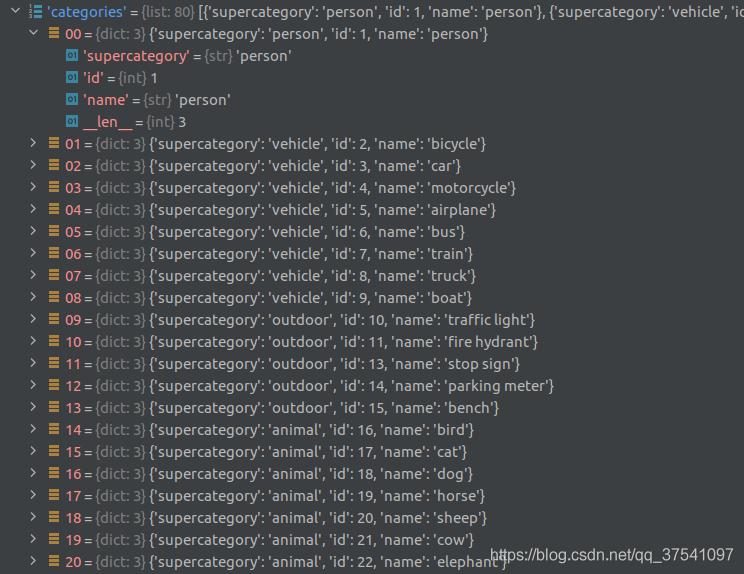 'categories' = {list: 80} [{'supercategory': 'person', 'id': 1, 'name': 'person'}, {'supercategory': 'vehicle', 'id
00 = {dict: 3} {'supercategory': 'person', 'id': 1, 'name': 'person'}
'supercategory' = {str} 'person'
'id' = {int} 1
'name' = {str} 'person'
__len__ = {int} 3
01 = {dict: 3} {'supercategory': 'vehicle', 'id': 2, 'name': 'bicycle'}
02 = {dict: 3} {'supercategory': 'vehicle', 'id': 3, 'name': 'car'}
03 = {dict: 3} {'supercategory': 'vehicle', 'id': 4, 'name': 'motorcycle'}
04 = {dict: 3} {'supercategory': 'vehicle', 'id': 5, 'name': 'airplane'}
05 = {dict: 3} {'supercategory': 'vehicle', 'id': 6, 'name': 'bus'}
06 = {dict: 3} {'supercategory': 'vehicle', 'id': 7, 'name': 'train'}
07 = {dict: 3} {'supercategory': 'vehicle', 'id': 8, 'name': 'truck'}
08 = {dict: 3} {'supercategory': 'vehicle', 'id': 9, 'name': 'boat'}
09 = {dict: 3} {'supercategory': 'outdoor', 'id': 10, 'name': 'traffic light'}
10 = {dict: 3} {'supercategory': 'outdoor', 'id': 11, 'name': 'fire hydrant'}
11 = {dict: 3} {'supercategory': 'outdoor', 'id': 13, 'name': 'stop sign'}
12 = {dict: 3} {'supercategory': 'outdoor', 'id': 14, 'name': 'parking meter'}
13 = {dict: 3} {'supercategory': 'outdoor', 'id': 15, 'name': 'bench'}
14 = {dict: 3} {'supercategory': 'animal', 'id': 16, 'name': 'bird'}
15 = {dict: 3} {'supercategory': 'animal', 'id': 17, 'name': 'cat'}
16 = {dict: 3} {'supercategory': 'animal', 'id': 18, 'name': 'dog'}
17 = {dict: 3} {'supercategory': 'animal', 'id': 19, 'name': 'horse'}
18 = {dict: 3} {'supercategory': 'animal', 'id': 20, 'name': 'sheep'}
19 = {dict: 3} {'supercategory': 'animal', 'id': 21, 'name': 'cow'}
20 = {dict: 3} {'supercategory': 'animal', 'id': 22, 'name': 'elephant'}
https://blog.csdn.net/qq_37541097